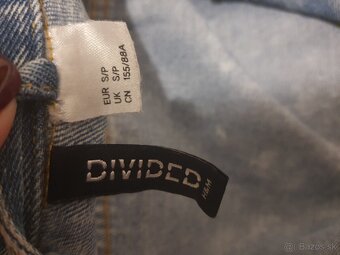 EUR S/P
UK S/P
CN 155/88A
DIVIDED
H&M
Bazos.sk